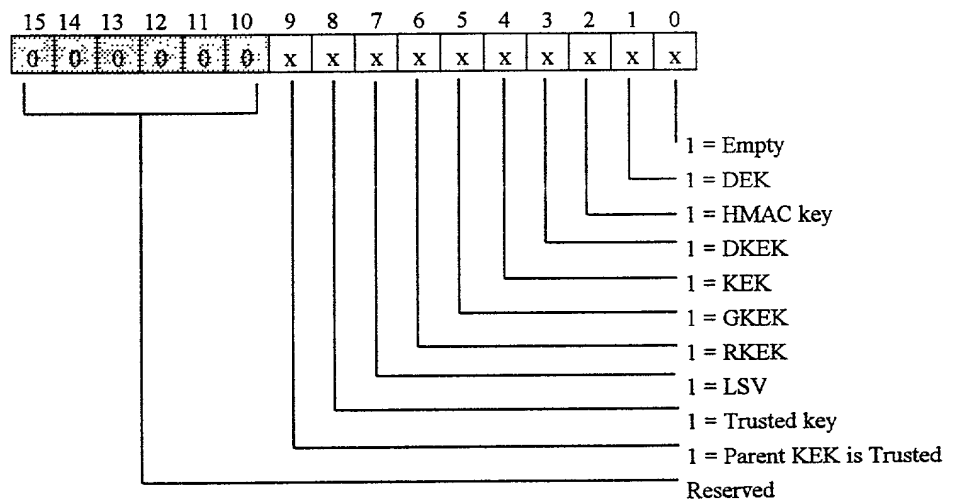 15 14 13 12 11 10 9 8 7 6 5 4 3 2 1 0
0 0 0 0 0 0 x x x x x x x x x x
1 = Empty
1 = DEK
1 = HMAC key
1 = DKEK
1 = KEK
1 = GKEK
1 = RKEK
1 = LSV
1 = Trusted key
1 = Parent KEK is Trusted
Reserved